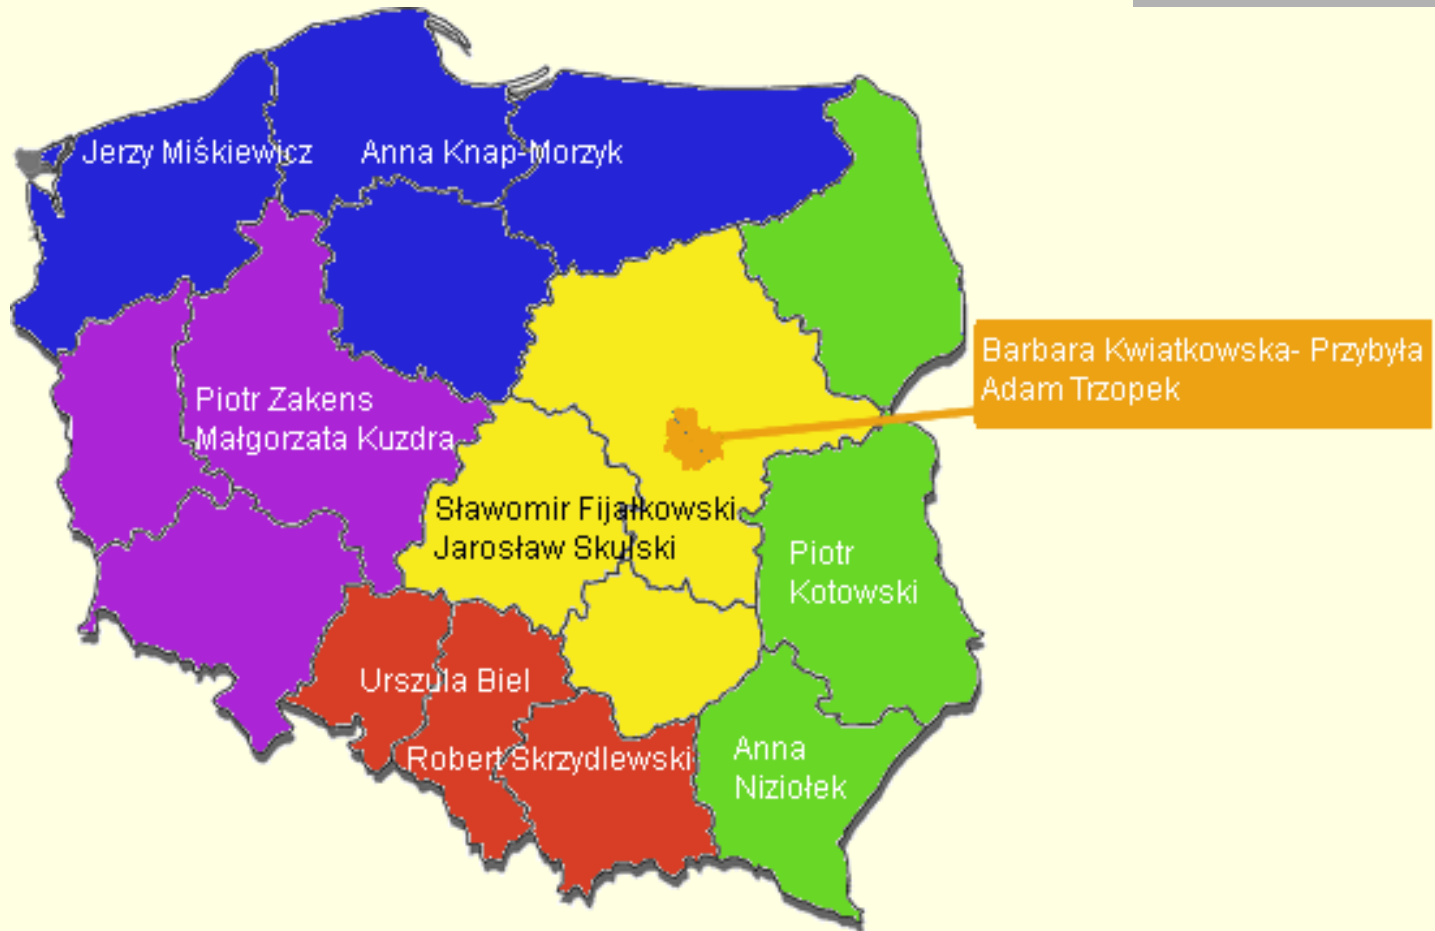 Jerzy Miśkiewicz
Anna Knap-Morzyk
Barbara Kwiatkowska- Przybyła
Adam Trzopek
Piotr Zakens
Małgorzata Kuzdra
Sławomir Fijałkowski
Jarosław Skulski
Piotr
Kotowski
Urszula Biel
Robert Skrzydlewski
Anna
Niziołek